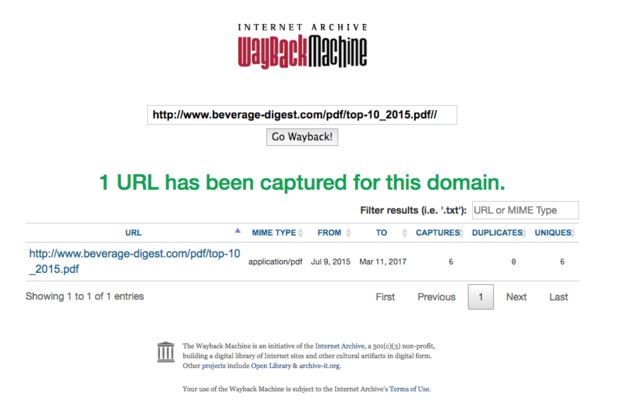 INTERNET ARCHIVE
WayBackMachine
http://www.beverage-digest.com/pdf/top-10_2015.pdf//
Go Wayback!
1 URL has been captured for this domain.
Filter results (i.e. '.txt'): URL or MIME Type
URL MIME TYPE FROM TO CAPTURES DUPLICATES UNIQUES
http://www.beverage-digest.com/pdf/top-10
_2015.pdf application/pdf Jul 9, 2015 Mar 11, 2017 6 0 6
Showing 1 to 1 of 1 entries First Previous 1 Next Last
The Wayback Machine is an initiative of the Internet Archive, a 501(c)(3) non-profit,
building a digital library of Internet sites and other cultural artifacts in digital form.
Other projects include Open Library & archive-it.org.
Your use of the Wayback Machine is subject to the Internet Archive's Terms of Use.